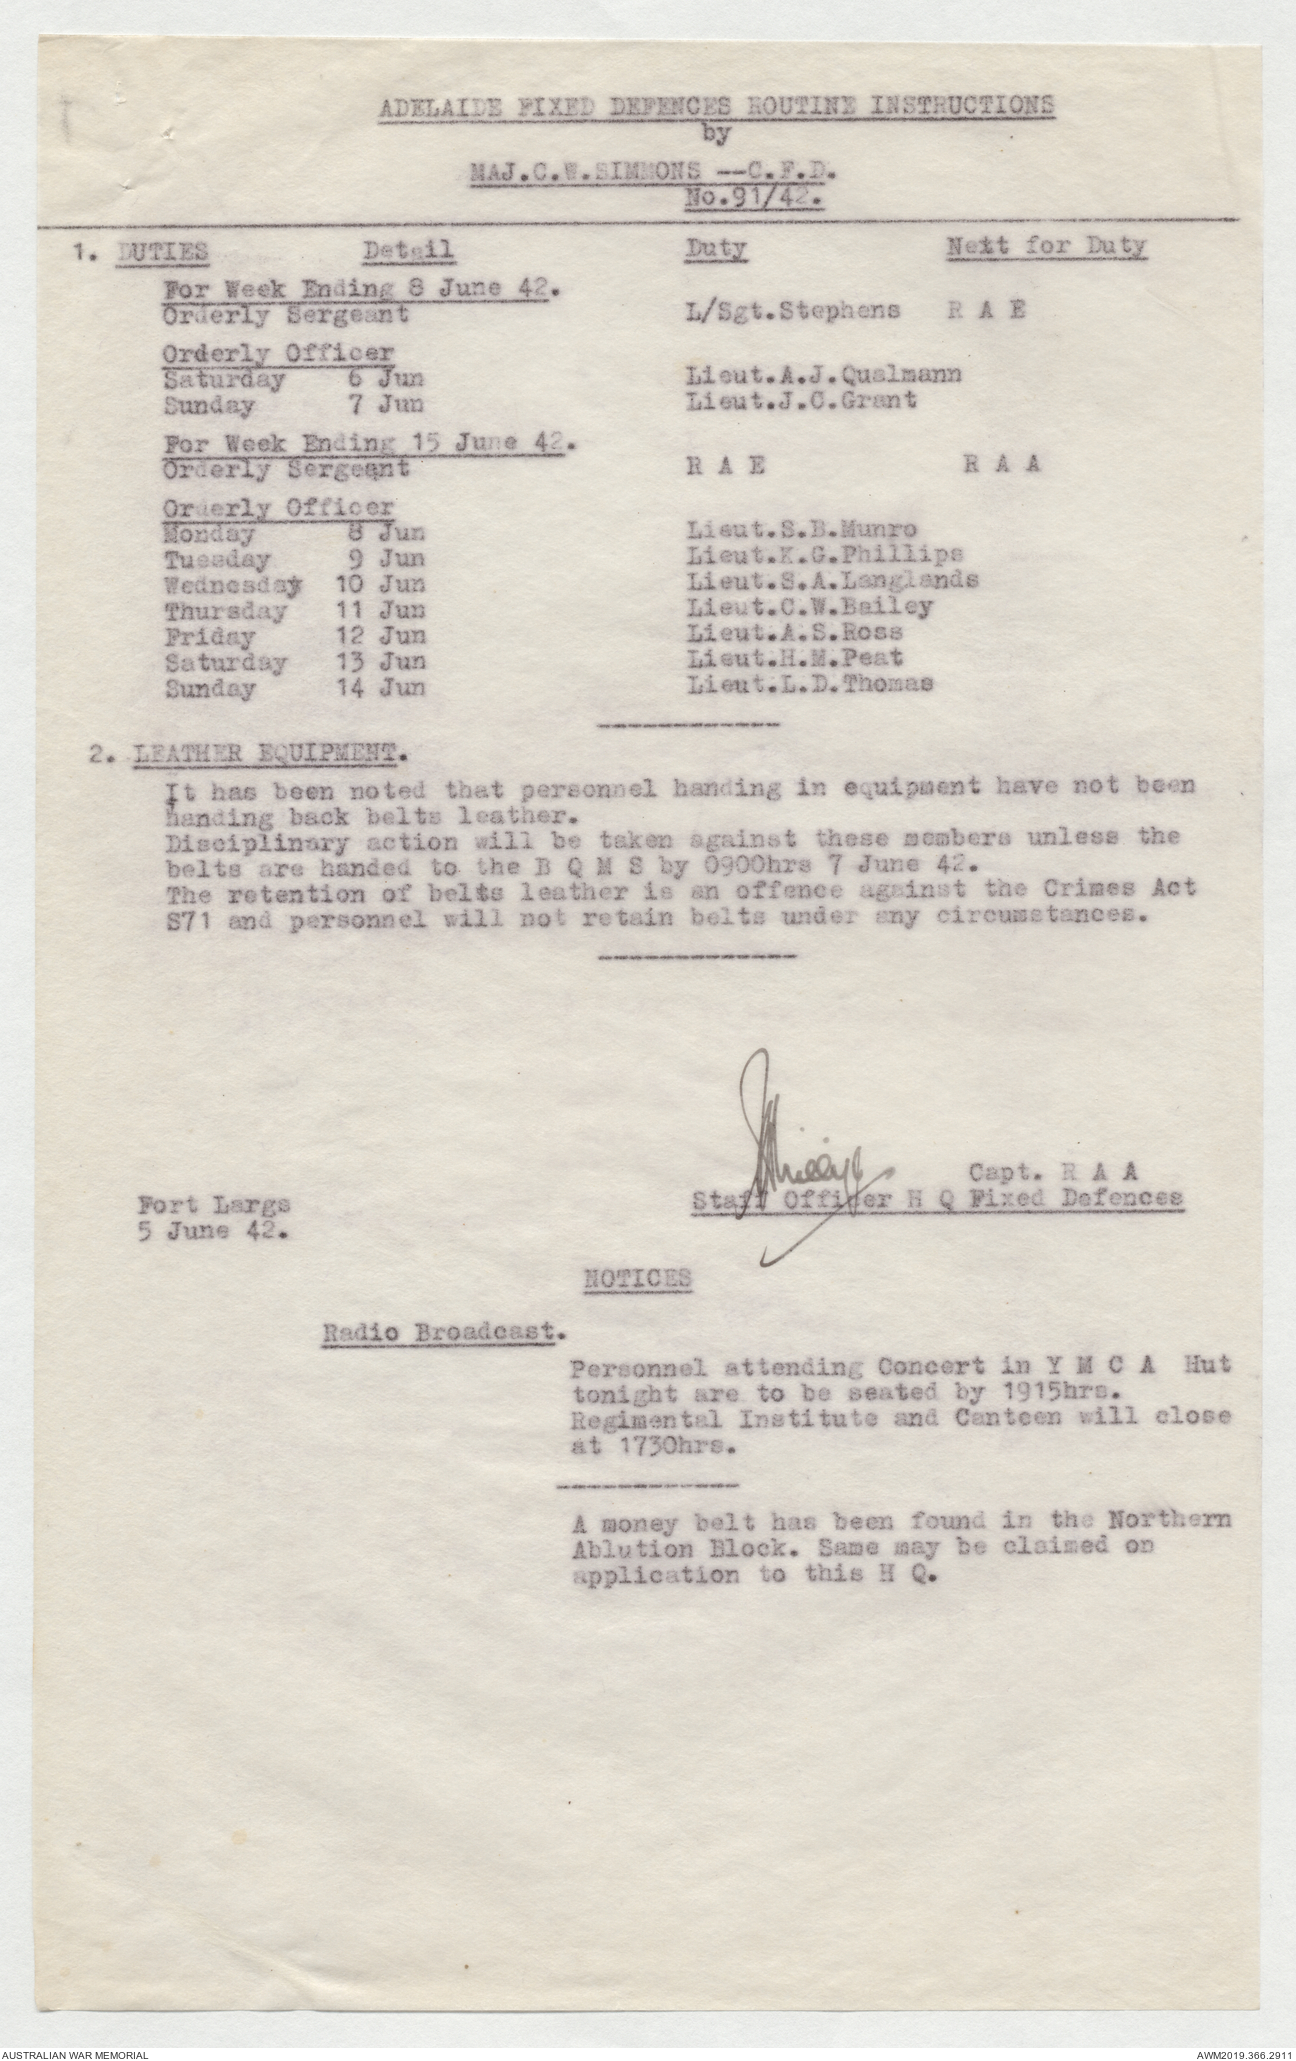 ADELAIDE FIXED DEFENCES ROUTINE INSTRUCTIONS
by
MAJ.C.W.SIMMONS --C.F.D.
No.91/42.
1. DUTIES Detail Duty Next for Duty
For Week Ending 8 June 42.
Orderly Sergeant L/Sgt.Stephens R A E
Orderly Officer
Saturday 6 Jun Lieut.A.J.Qualmann
Sunday 7 Jun Lieut.J.C.Grant
For Week Ending 15 June 42.
Orderly Sergeant R A E R A A
Orderly Officer
Monday 8 Jun Lieut.S.B.Munro
Tuesday 9 Jun Lieut.K.G.Phillips
Wednesday 10 Jun Lieut.S.A.Langlands
Thursday 11 Jun Lieut.C.W.Bailey
Friday 12 Jun Lieut.A.S.Ross
Saturday 13 Jun Lieut.H.M.Peat
Sunday 14 Jun Lieut.L.D.Thomas
2. LEATHER EQUIPMENT.
It has been noted that personnel handing in equipment have not been
handing back belts leather.
Disciplinary action will be taken against these members unless the
belts are handed to the B Q M S by 0900hrs 7 June 42.
The retention of belts leather is an offence against the Crimes Act
S71 and personnel will not retain belts under any circumstances.
Capt. R A A
Staff Officer H Q Fixed Defences
Fort Largs
5 June 42.
NOTICES
Radio Broadcast.
Personnel attending Concert in Y M C A Hut
tonight are to be seated by 1915hrs.
Regimental Institute and Canteen will close
at 1730hrs.
A money belt has been found in the Northern
Ablution Block. Same may be claimed on
application to this H Q.
AUSTRALIAN WAR MEMORIAL
AWM2019.366.2911